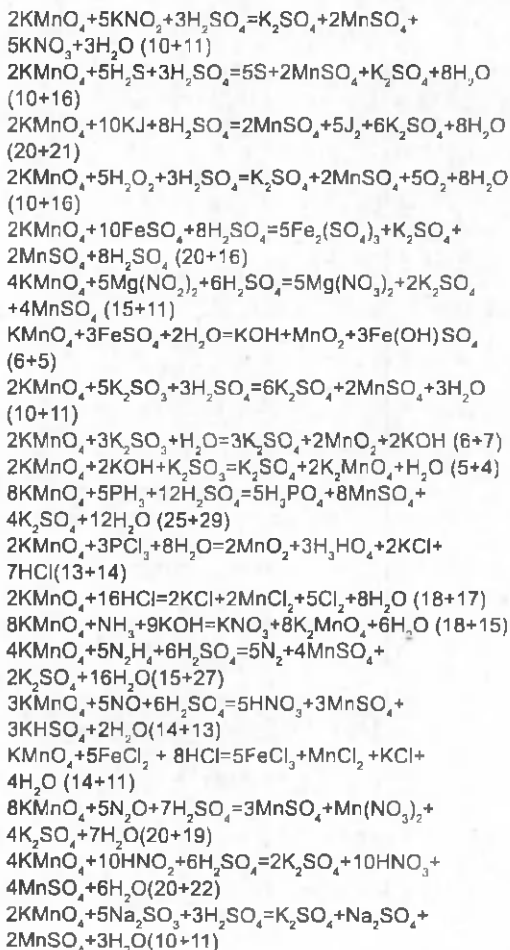 2KMnO₄+5KNO₂+3H₂SO₄=K₂SO₄+2MnSO₄+
5KNO₃+3H₂O (10+11)
2KMnO₄+5H₂S+3H₂SO₄=5S+2MnSO₄+K₂SO₄+8H₂O
(10+16)
2KMnO₄+10KJ+8H₂SO₄=2MnSO₄+5J₂+6K₂SO₄+8H₂O
(20+21)
2KMnO₄+5H₂O₂+3H₂SO₄=K₂SO₄+2MnSO₄+5O₂+8H₂O
(10+16)
2KMnO₄+10FeSO₄+8H₂SO₄=5Fe₂(SO₄)₃+K₂SO₄+
2MnSO₄+8H₂SO₄ (20+16)
4KMnO₄+5Mg(NO₂)₂+6H₂SO₄=5Mg(NO₃)₂+2K₂SO₄
+4MnSO₄ (15+11)
KMnO₄+3FeSO₄+2H₂O=KOH+MnO₂+3Fe(OH)SO₄
(6+5)
2KMnO₄+5K₂SO₃+3H₂SO₄=6K₂SO₄+2MnSO₄+3H₂O
(10+11)
2KMnO₄+3K₂SO₃+H₂O=3K₂SO₄+2MnO₂+2KOH (6+7)
2KMnO₄+2KOH+K₂SO₃=K₂SO₄+2K₂MnO₄+H₂O (5+4)
8KMnO₄+5PH₃+12H₂SO₄=5H₃PO₄+8MnSO₄+
4K₂SO₄+12H₂O (25+29)
2KMnO₄+3PCl₃+8H₂O=2MnO₂+3H₃HO₄+2KCl+
7HCl(13+14)
2KMnO₄+16HCl=2KCl+2MnCl₂+5Cl₂+8H₂O (18+17)
8KMnO₄+NH₃+9KOH=KNO₃+8K₂MnO₄+6H₂O (18+15)
4KMnO₄+5N₂H₄+6H₂SO₄=5N₂+4MnSO₄+
2K₂SO₄+16H₂O(15+27)
3KMnO₄+5NO+6H₂SO₄=5HNO₃+3MnSO₄+
3KHSO₄+2H₂O(14+13)
KMnO₄+5FeCl₂ + 8HCl=5FeCl₃+MnCl₂ +KCl+
4H₂O (14+11)
8KMnO₄+5N₂O+7H₂SO₄=3MnSO₄+Mn(NO₃)₂+
4K₂SO₄+7H₂O(20+19)
4KMnO₄+10HNO₂+6H₂SO₄=2K₂SO₄+10HNO₃+
4MnSO₄+6H₂O(20+22)
2KMnO₄+5Na₂SO₃+3H₂SO₄=K₂SO₄+Na₂SO₄+
2MnSO₄+3H₂O(10+11)